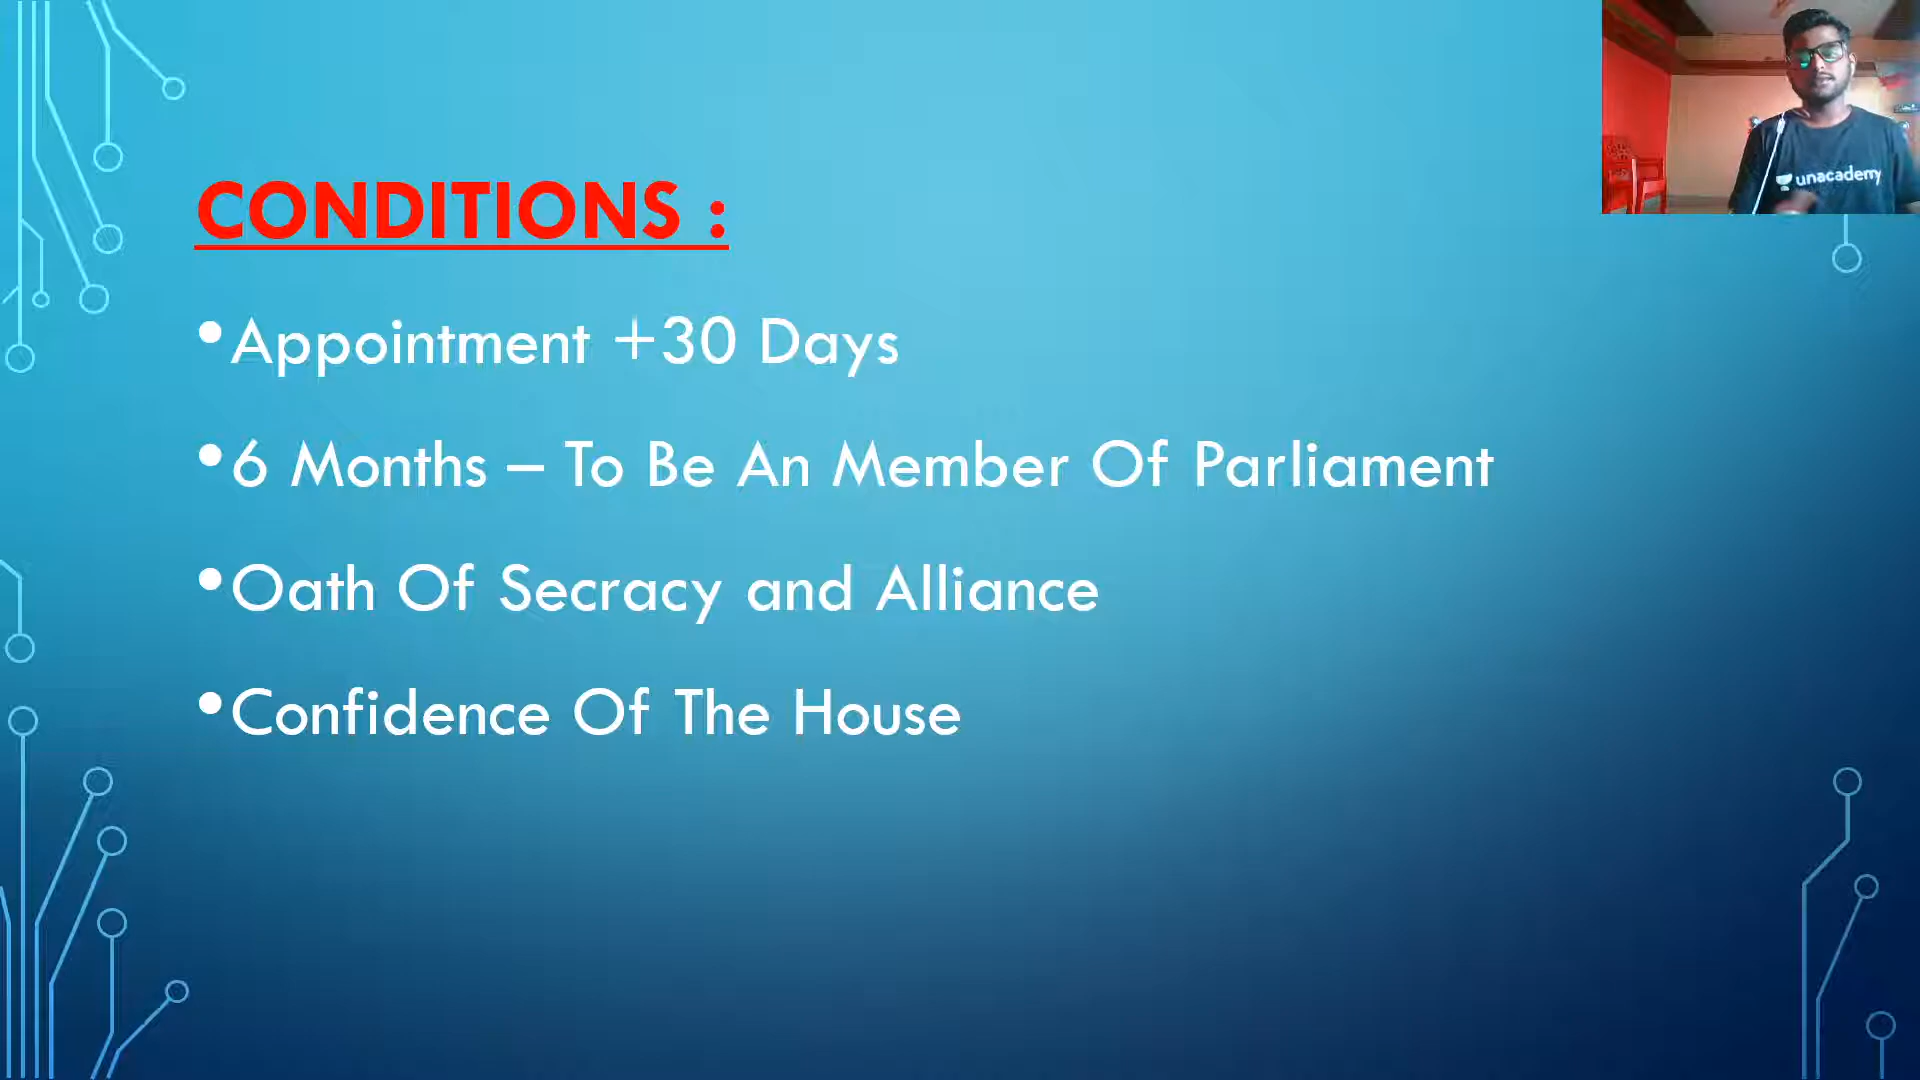 unacademy
CONDITIONS :
•Appointment +30 Days
•6 Months – To Be An Member Of Parliament
•Oath Of Secracy and Alliance
•Confidence Of The House